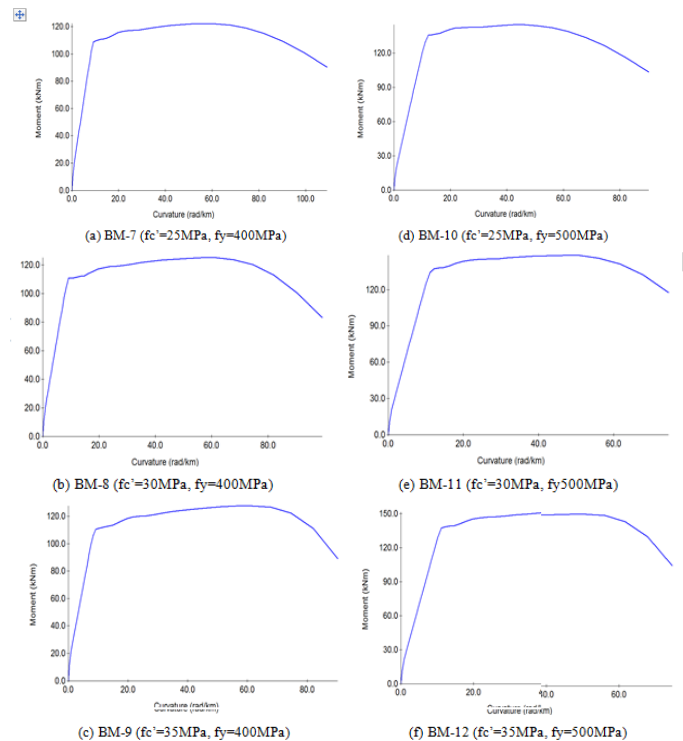 120.0
100.0
80.0
60.0
40.0
20.0
0.0
Moment (kNm)
0.0 20.0 40.0 60.0 80.0 100.0
Curvature (rad/km)
(a) BM-7 (fc’=25MPa, fy=400MPa)
120.0
90.0
60.0
30.0
0.0
Moment (kNm)
0.0 20.0 40.0 60.0 80.0
Curvature (rad/km)
(d) BM-10 (fc’=25MPa, fy=500MPa)
120.0
100.0
80.0
60.0
40.0
20.0
0.0
Moment (kNm)
0.0 20.0 40.0 60.0 80.0
Curvature (rad/km)
(b) BM-8 (fc’=30MPa, fy=400MPa)
120.0
90.0
60.0
30.0
0.0
Moment (kNm)
0.0 20.0 40.0 60.0
Curvature (rad/km)
(e) BM-11 (fc’=30MPa, fy500MPa)
120.0
100.0
80.0
60.0
40.0
20.0
0.0
Moment (kNm)
0.0 20.0 40.0 60.0 80.0
Curvature (rad/km)
(c) BM-9 (fc’=35MPa, fy=400MPa)
150.0
120.0
90.0
60.0
30.0
0.0
Moment (kNm)
0.0 20.0 40.0 60.0
Curvature (rad/km)
(f) BM-12 (fc’=35MPa, fy=500MPa)